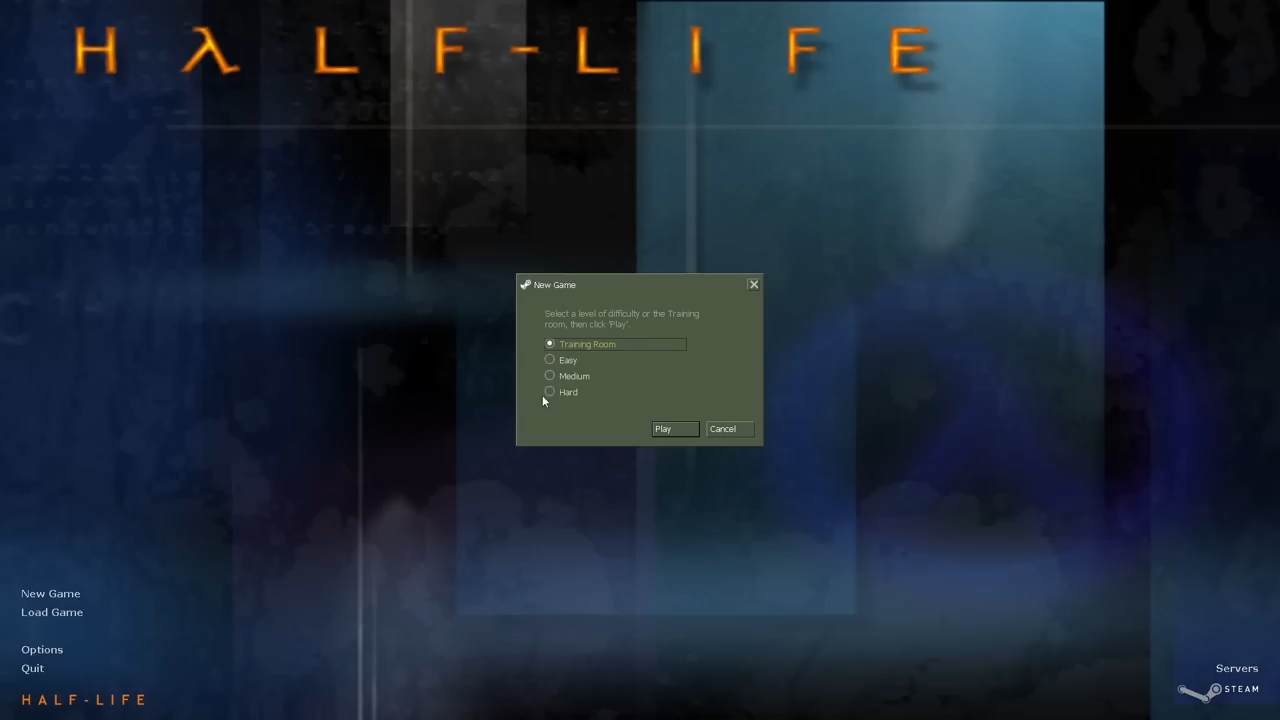 HλLF-LIFE
New Game
Select a level of difficulty or the Training
room, then click 'Play'.
Training Room
Easy
Medium
Hard
Play
Cancel
New Game
Load Game
Options
Quit
Servers
HALF-LIFE
STEAM